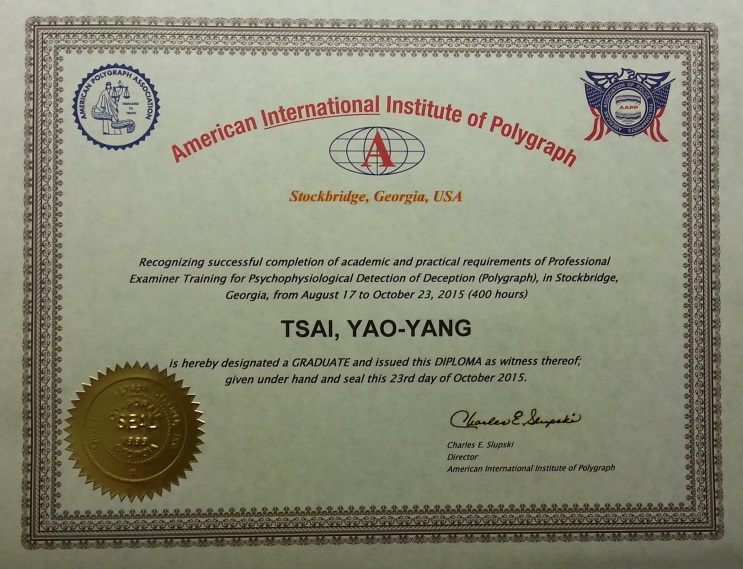 AMERICAN POLYGRAPH ASSOCIATION
DEDICATED
TO
TRUTH
AAPP
American International Institute of Polygraph
A
Stockbridge, Georgia, USA
Recognizing successful completion of academic and practical requirements of Professional
Examiner Training for Psychophysiological Detection of Deception (Polygraph), in Stockbridge,
Georgia, from August 17 to October 23, 2015 (400 hours)
TSAI, YAO-YANG
is hereby designated a GRADUATE and issued this DIPLOMA as witness thereof;
given under hand and seal this 23rd day of October 2015.
SEAL
Charles E Slupski
Charles E. Slupski
Director
American International Institute of Polygraph